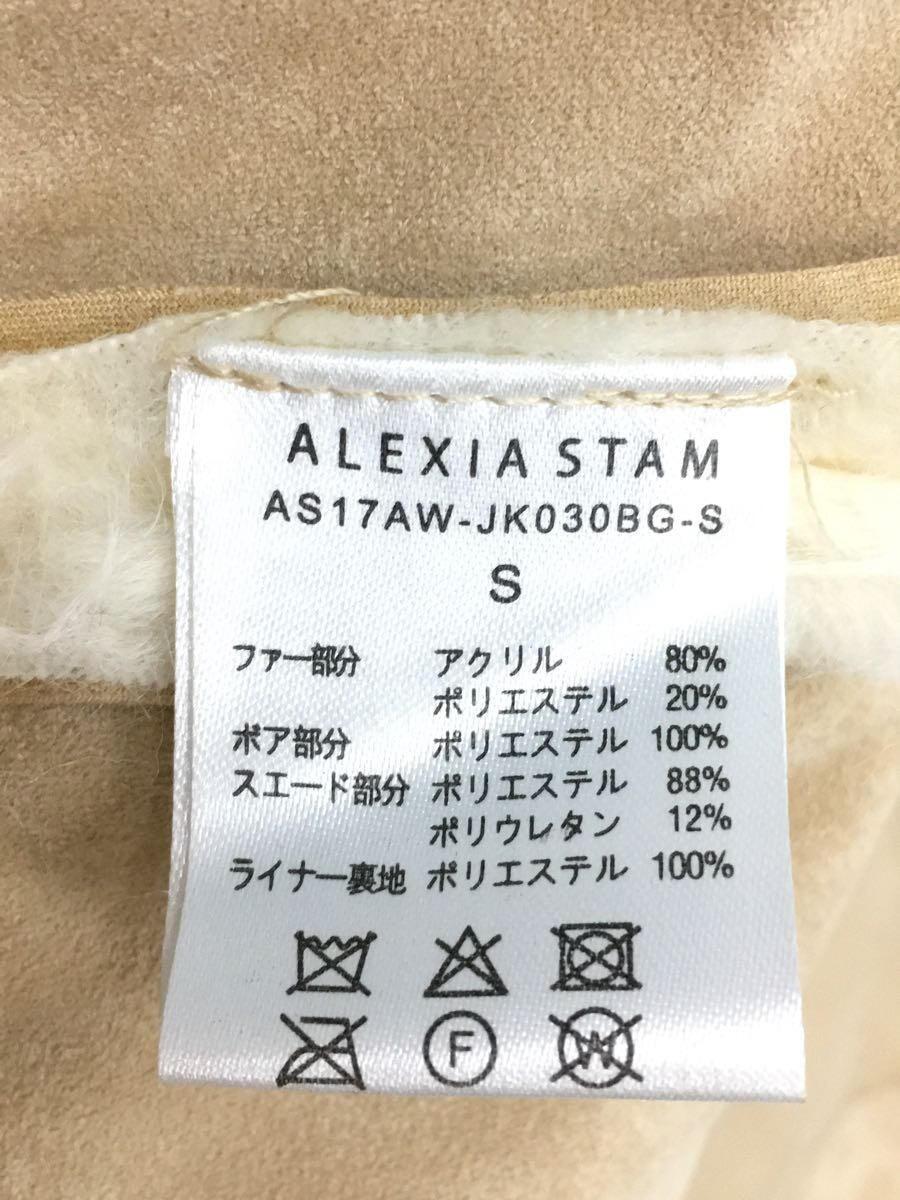 ALEXIA STAM
AS17AW-JK030BG-S
S
ファー部分 アクリル 80%
ポリエステル 20%
ボア部分 ポリエステル 100%
スエード部分 ポリエステル 88%
ポリウレタン 12%
ライナー裏地 ポリエステル 100%
F W